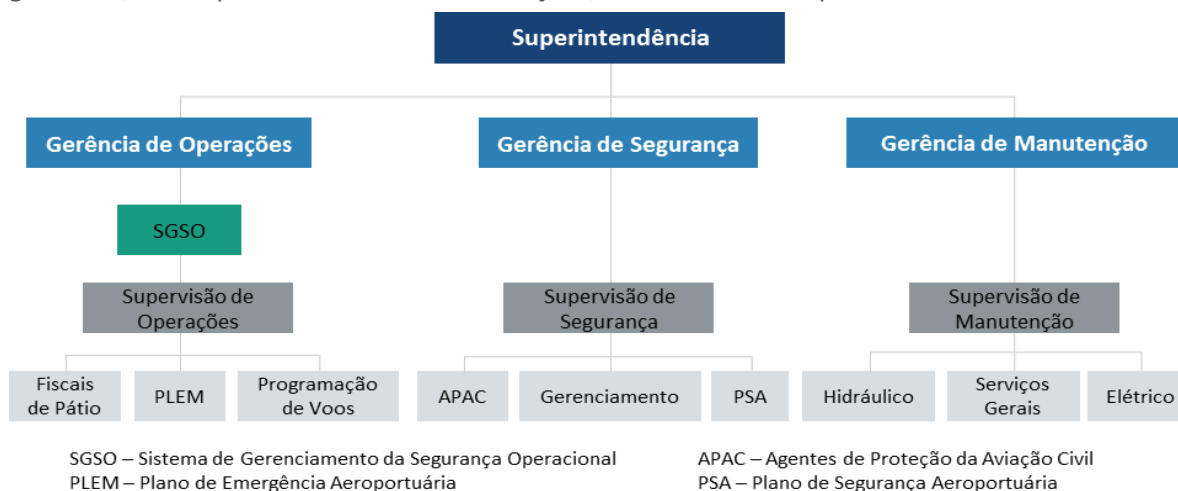 Superintendência
Gerência de Operações
Gerência de Segurança
Gerência de Manutenção
SGSO
Supervisão de
Operações
Supervisão de
Segurança
Supervisão de
Manutenção
Fiscais
de Pátio
PLEM
Programação
de Voos
APAC
Gerenciamento
PSA
Hidráulico
Serviços
Gerais
Elétrico
SGSO – Sistema de Gerenciamento da Segurança Operacional
PLEM – Plano de Emergência Aeroportuária
APAC – Agentes de Proteção da Aviação Civil
PSA – Plano de Segurança Aeroportuária